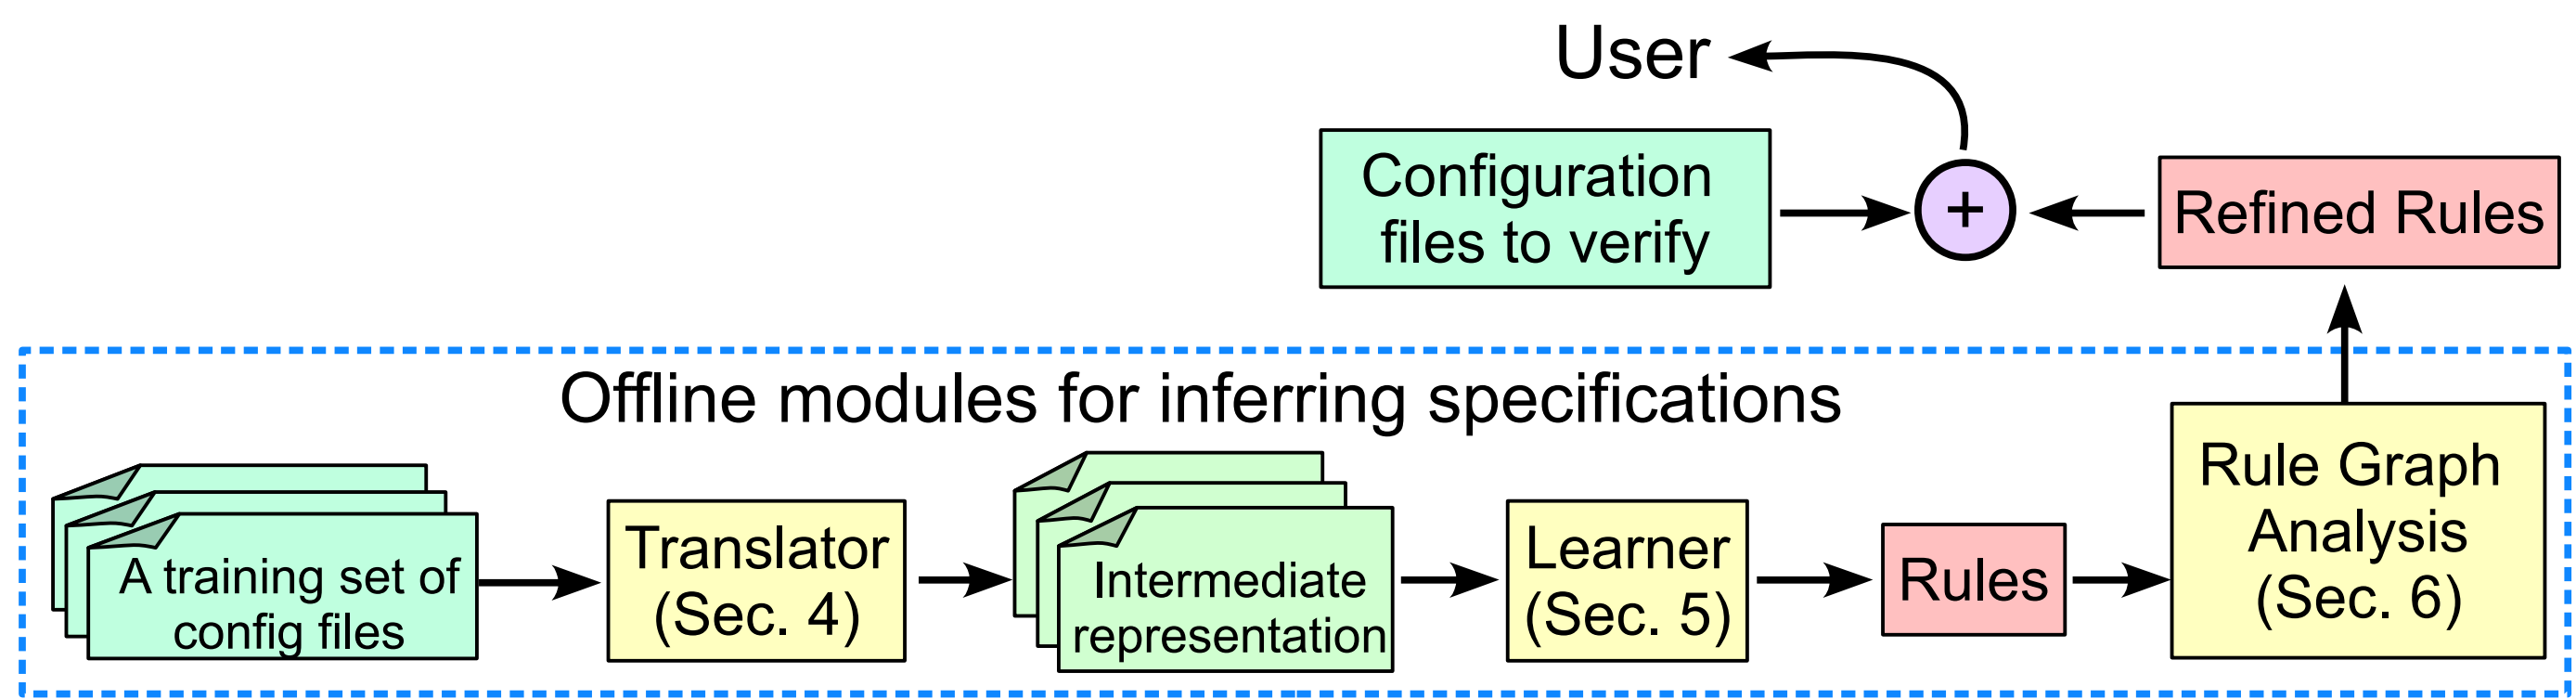 User
Configuration
files to verify
+
Refined Rules
Offline modules for inferring specifications
A training set of
config files
Translator
(Sec. 4)
Intermediate
representation
Learner
(Sec. 5)
Rules
Rule Graph
Analysis
(Sec. 6)